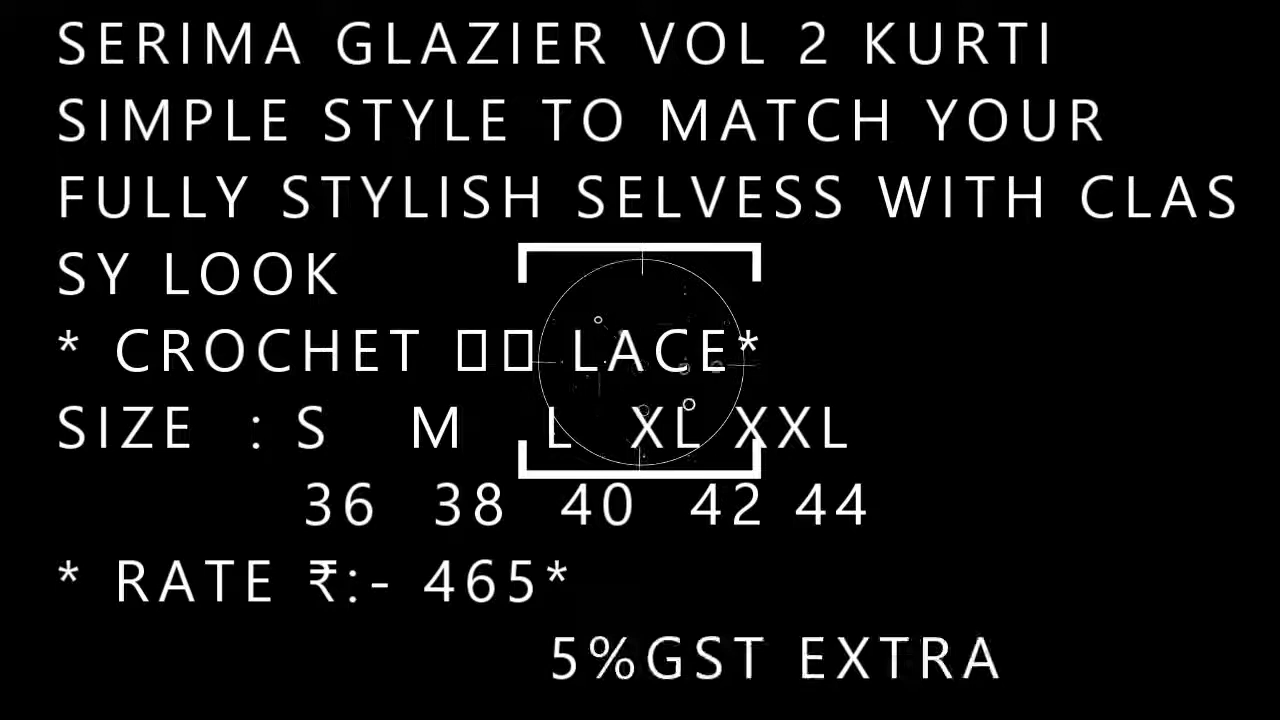 SERIMA GLAZIER VOL 2 KURTI
SIMPLE STYLE TO MATCH YOUR
FULLY STYLISH SELVESS WITH CLAS
SY LOOK
* CROCHET □□ LACE*
SIZE : S M L XL XXL
36 38 40 42 44
* RATE ₹:- 465*
5%GST EXTRA